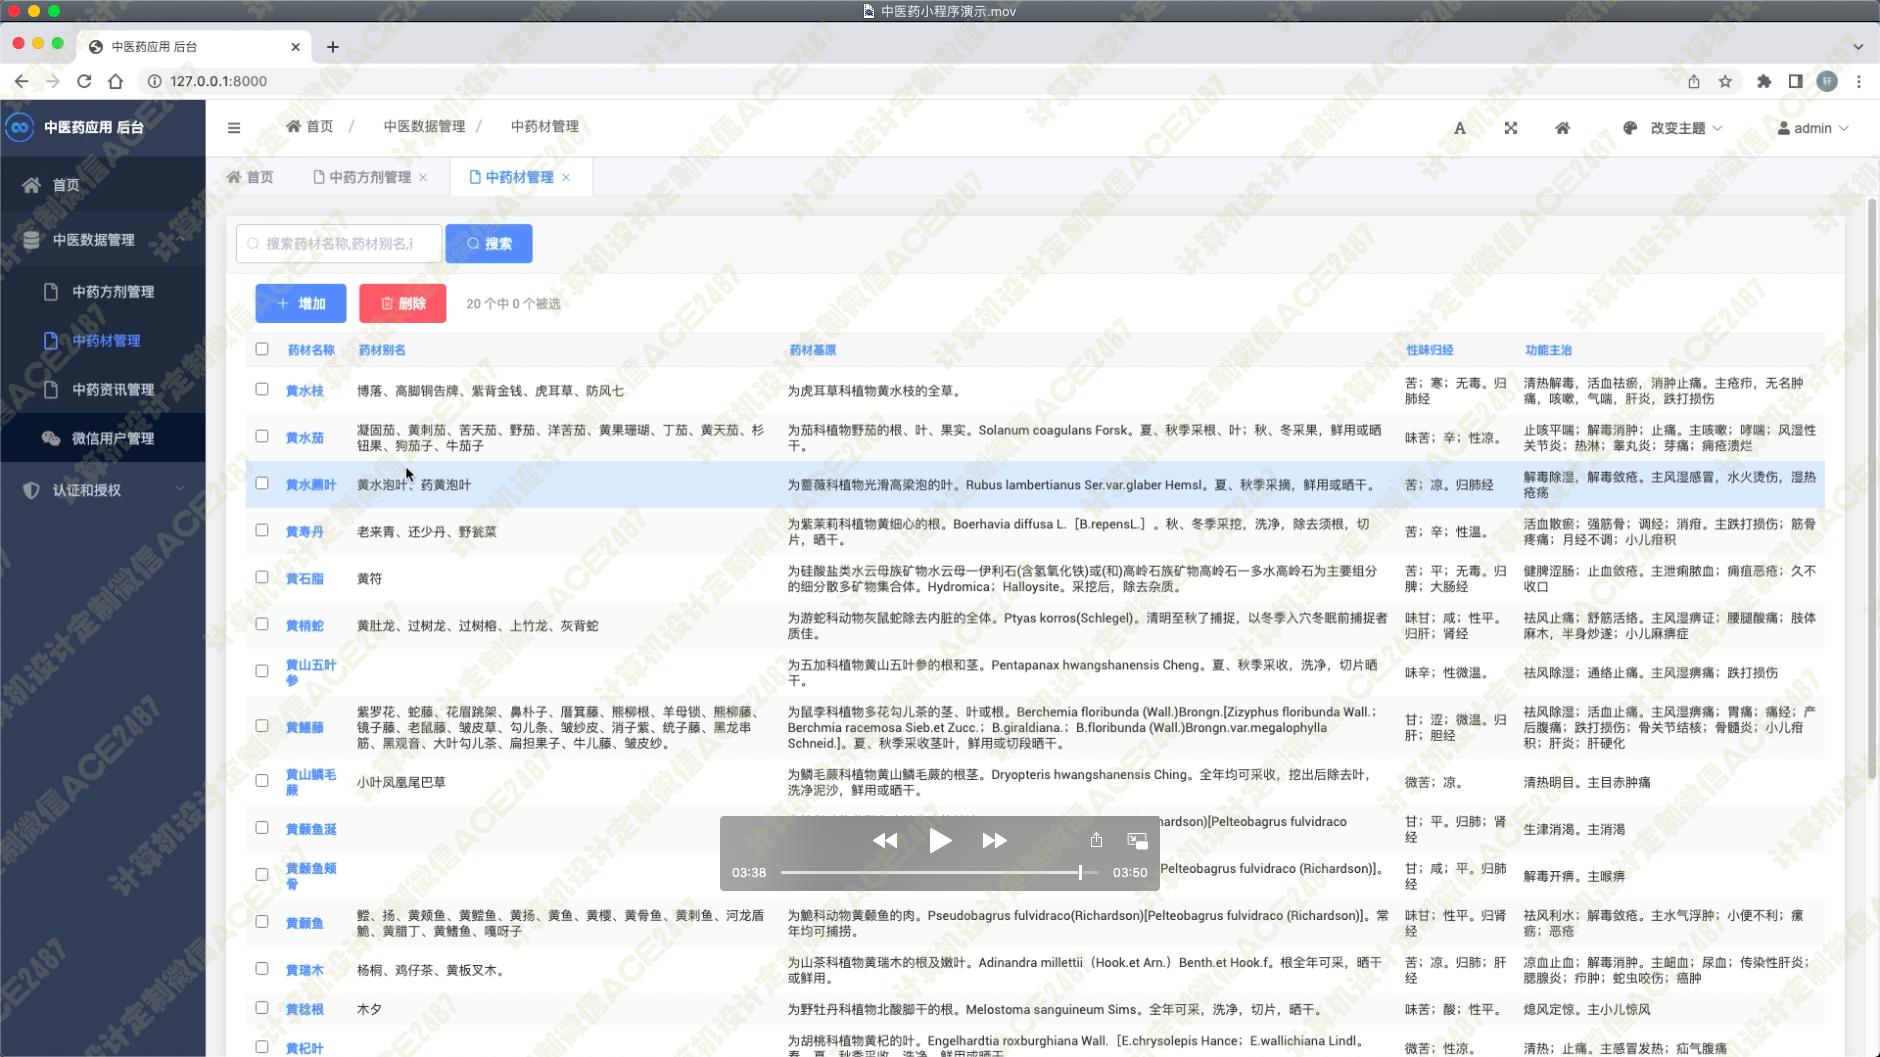 中医药小程序演示.mov
中医药应用 后台
127.0.0.1:8000
中医药应用 后台
首页 / 中医数据管理 / 中药材管理
改变主题
admin
首页
中医数据管理
中药方剂管理
中药材管理
中药资讯管理
微信用户管理
认证和授权
首页
中药方剂管理
中药材管理
搜索药材名称,药材别名,
搜索
增加
删除
20 个中 0 个被选
药材名称 药材别名 药材基原 性味归经 功能主治
黄水枝
博落、高脚铜告牌、紫背金钱、虎耳草、防风七
为虎耳草科植物黄水枝的全草。
苦；寒；无毒。归
肺经
清热解毒，活血祛瘀，消肿止痛。主疮疖，无名肿
痛，咳嗽，气喘，肝炎，跌打损伤
黄水茄
凝固茄、黄刺茄、苦天茄、野茄、洋苦茄、黄果珊瑚、丁茄、黄天茄、杉
钮果、狗茄子、牛茄子
为茄科植物野茄的根、叶、果实。Solanum coagulans Forsk。夏、秋季采根、叶；秋、冬采果，鲜用或晒
干。
味苦；辛；性凉。
止咳平喘；解毒消肿；止痛。主咳嗽；哮喘；风湿性
关节炎；热淋；睾丸炎；芽痛；痈疮溃烂
黄水藨叶
黄水泡叶、药黄泡叶
为蔷薇科植物光滑高梁泡的叶。Rubus lambertianus Ser.var.glaber Hemsl。夏、秋季采摘，鲜用或晒干。
苦；凉。归肺经
解毒除湿，解毒敛疮。主风湿感冒，水火烫伤，湿热
疮疡
黄寿丹
老来青、还少丹、野瓮菜
为紫茉莉科植物黄细心的根。Boerhavia diffusa L.［B.repensL.］。秋、冬季采挖，洗净，除去须根，切
片，晒干。
苦；辛；性温。
活血散瘀；强筋骨；调经；消疳。主跌打损伤；筋骨
疼痛；月经不调；小儿疳积
黄石脂
黄符
为硅酸盐类水云母族矿物水云母一伊利石(含氢氧化铁)或(和)高岭石族矿物高岭石一多水高岭石为主要组分
的细分散多矿物集合体。Hydromica；Halloysite。采挖后，除去杂质。
苦；平；无毒。归
脾；大肠经
健脾涩肠；止血敛疮。主泄痢脓血；痈疽恶疮；久不
收口
黄梢蛇
黄肚龙、过树龙、过树榕、上竹龙、灰背蛇
为游蛇科动物灰鼠蛇除去内脏的全体。Ptyas korros(Schlegel)。清明至秋了捕捉，以冬季入穴冬眠前捕捉者
质佳。
味甘；咸；性平。
归肝；肾经
祛风止痛；舒筋活络。主风湿痹证；腰腿酸痛；肢体
麻木，半身炒遂；小儿麻痹症
黄山五叶
参
为五加科植物黄山五叶参的根和茎。Pentapanax hwangshanensis Cheng。夏、秋季采收，洗净，切片晒
干。
味辛；性微温。
祛风除湿；通络止痛。主风湿痹痛；跌打损伤
黄鳝藤
紫罗花、蛇藤、花眉跳架、鼻朴子、厝箕藤、熊柳根、羊母锁、熊柳藤、
镜子藤、老鼠藤、皱皮草、勾儿条、皱纱皮、消子紫、统子藤、黑龙串
筋、黑观音、大叶勾儿茶、扁担果子、牛儿藤、皱皮纱。
为鼠李科植物多花勾儿茶的茎、叶或根。Berchemia floribunda (Wall.)Brongn.[Zizyphus floribunda Wall.；
Berchmia racemosa Sieb.et Zucc.；B.giraldiana.；B.floribunda (Wall.)Brongn.var.megalophylla
Schneid.]。夏、秋季采收茎叶，鲜用或切段晒干。
甘；涩；微温。归
肝；胆经
祛风除湿；活血止痛。主风湿痹痛；胃痛；痛经；产
后腹痛；跌打损伤；骨关节结核；骨髓炎；小儿疳
积；肝炎；肝硬化
黄山鳞毛
蕨
小叶凤凰尾巴草
为鳞毛蕨科植物黄山鳞毛蕨的根茎。Dryopteris hwangshanensis Ching。全年均可采收，挖出后除去叶，
洗净泥沙，鲜用或晒干。
微苦；凉。
清热明目。主目赤肿痛
黄颡鱼涎
hardson)[Pelteobagrus fulvidraco
甘；平。归肺；肾
经
生津消渴。主消渴
黄颡鱼颊
骨
Pelteobagrus fulvidraco (Richardson)]。
甘；咸；平。归肺
经
解毒开痹。主喉痹
黄颡鱼
鲿、扬、黄颊鱼、黄鲿鱼、黄扬、黄鱼、黄樱、黄骨鱼、黄刺鱼、河龙盾
鮠、黄腊丁、黄鳍鱼、嘎呀子
为鮠科动物黄颡鱼的肉。Pseudobagrus fulvidraco(Richardson)[Pelteobagrus fulvidraco (Richardson)]。常
年均可捕捞。
味甘；性平。归肾
经
祛风利水；解毒敛疮。主水气浮肿；小便不利；瘰
疬；恶疮
黄瑞木
杨桐、鸡仔茶、黄板叉木。
为山茶科植物黄瑞木的根及嫩叶。Adinandra millettii（Hook.et Arn.）Benth.et Hook.f。根全年可采，晒干
或鲜用。
苦；凉。归肺；肝
经
凉血止血；解毒消肿。主衄血；尿血；传染性肝炎；
腮腺炎；疖肿；蛇虫咬伤；癌肿
黄稔根
木夕
为野牡丹科植物北酸脚干的根。Melostoma sanguineum Sims。全年可采，洗净，切片，晒干。
味苦；酸；性平。
熄风定惊。主小儿惊风
黄杞叶
为胡桃科植物黄杞的叶。Engelhardtia roxburghiana Wall.［E.chrysolepis Hance；E.wallichiana Lindl。
微苦；性凉。
清热；止痛。主感冒发热；疝气腹痛
03:38
03:50
计算机设计定制微信ACE2487